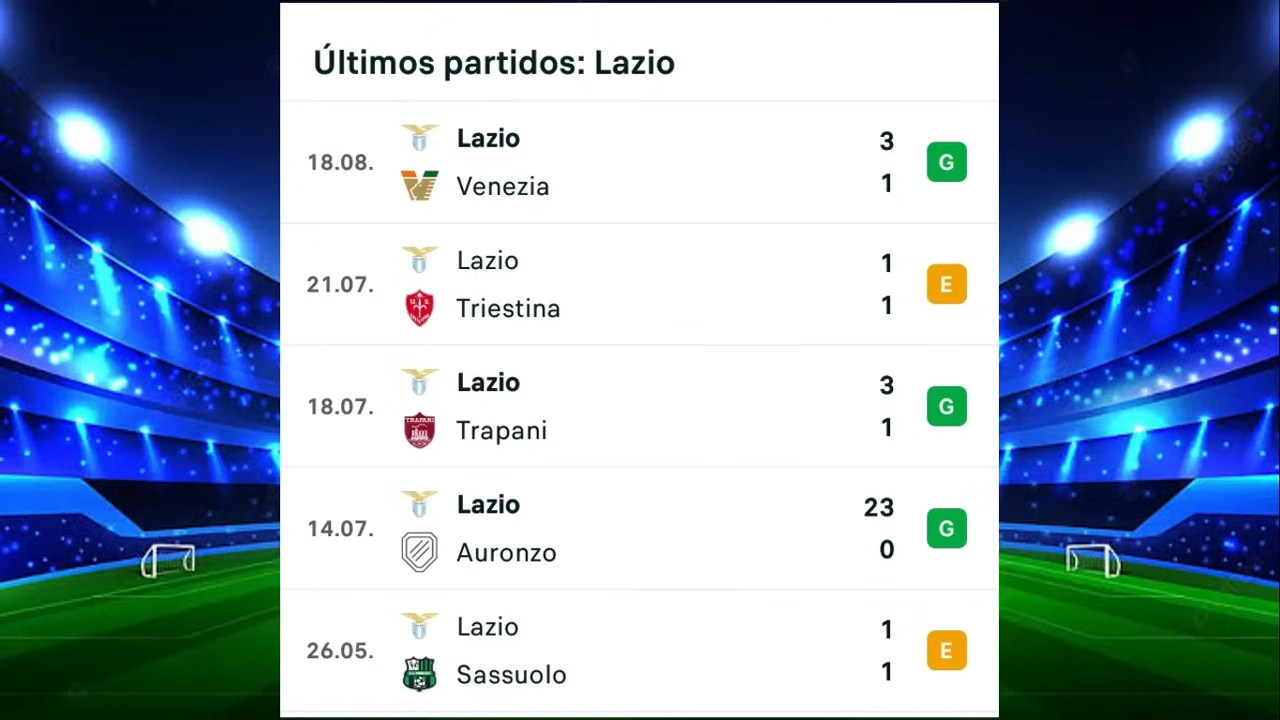 Últimos partidos: Lazio
18.08.
Lazio 3
Venezia 1
G
21.07.
Lazio 1
Triestina 1
E
18.07.
Lazio 3
Trapani 1
G
14.07.
Lazio 23
Auronzo 0
G
26.05.
Lazio 1
Sassuolo 1
E